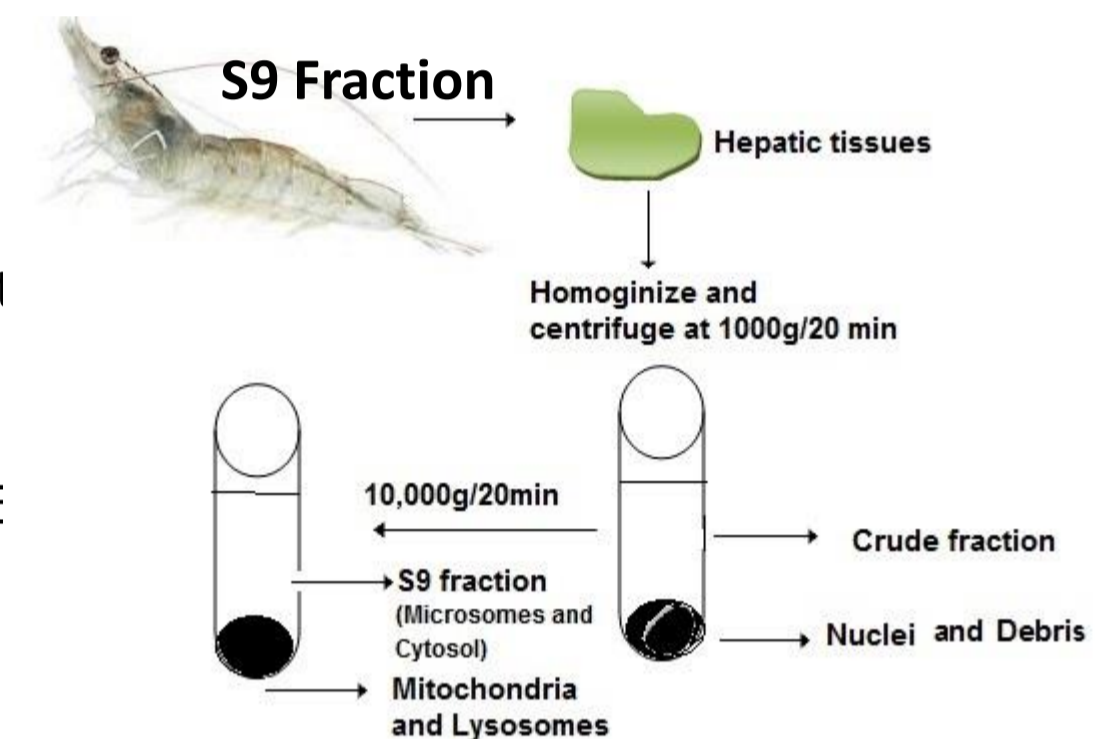 S9 Fraction
Hepatic tissues
Homoginize and
centrifuge at 1000g/20 min
10,000g/20min
Crude fraction
S9 fraction
(Microsomes and
Cytosol)
Nuclei and Debris
Mitochondria
and Lysosomes